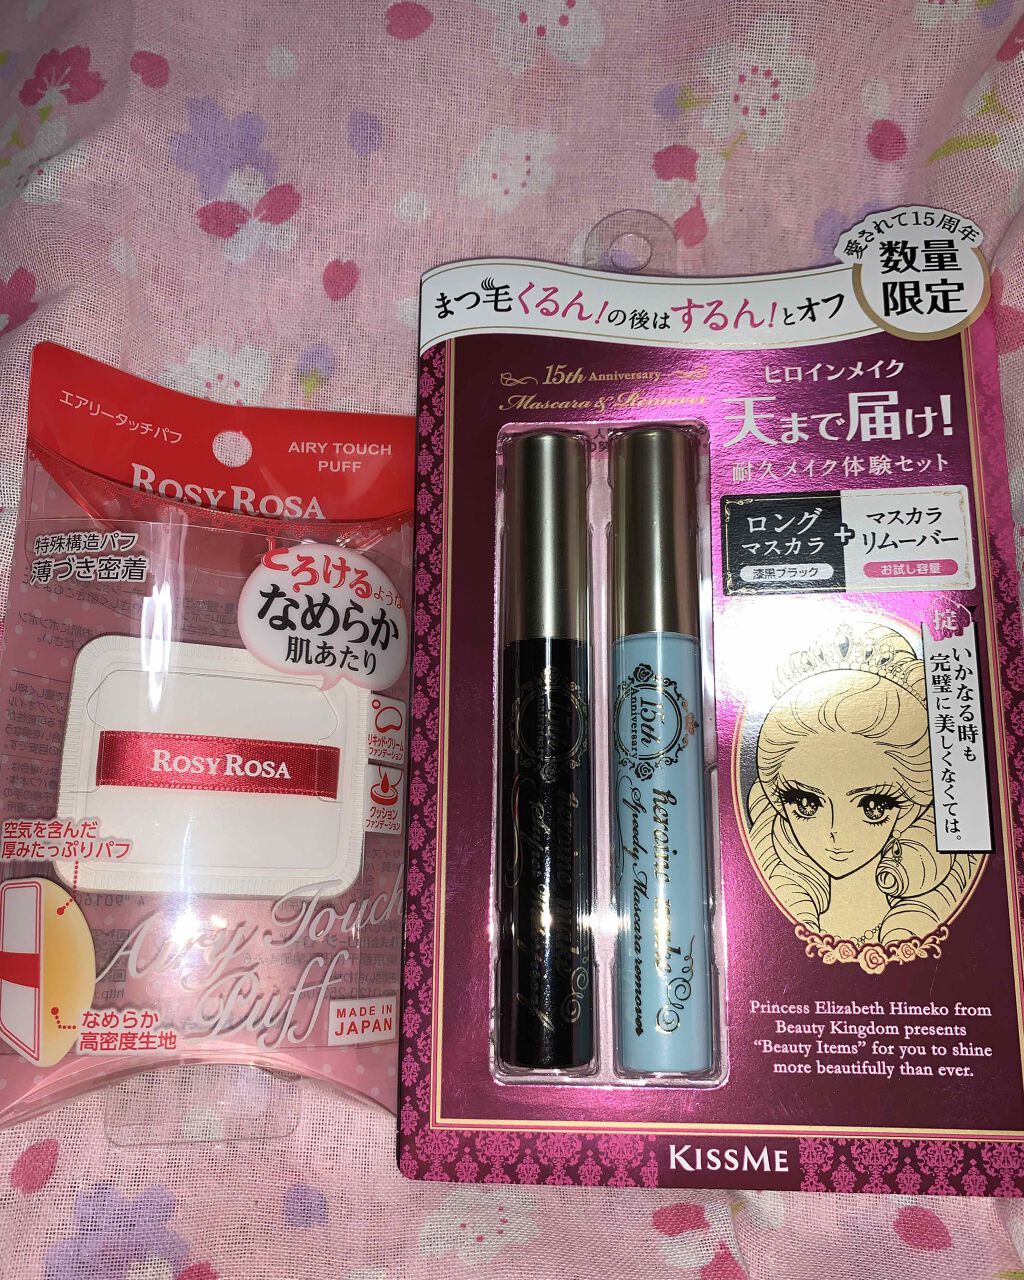 エアリータッチパフ
AIRY TOUCH
PUFF
ROSY ROSA
特殊構造パフ
薄づき密着
とろけるような
なめらか
肌あたり
リキッド・クリーム
ファンデーション
クッション
ファンデーション
ROSY ROSA
空気を含んだ
厚みたっぷりパフ
Airy Touch
Puff
なめらか
高密度生地
MADE IN
JAPAN
愛されて15周年
数量
限定
まつ毛くるん!の後はするん!とオフ
15th Anniversary
Mascara & Remover
ヒロインメイク
天まで届け!
耐久メイク体験セット
ロング
マスカラ
漆黒ブラック
+
マスカラ
リムーバー
お試し容量
掟
いかなる時も
完璧に美しくなくては。
15th
Anniversary
heroine make
Speedy Mascara remover
heroine make
Princess Elizabeth Himeko from
Beauty Kingdom presents
“Beauty Items” for you to shine
more beautifully than ever.
KISSME